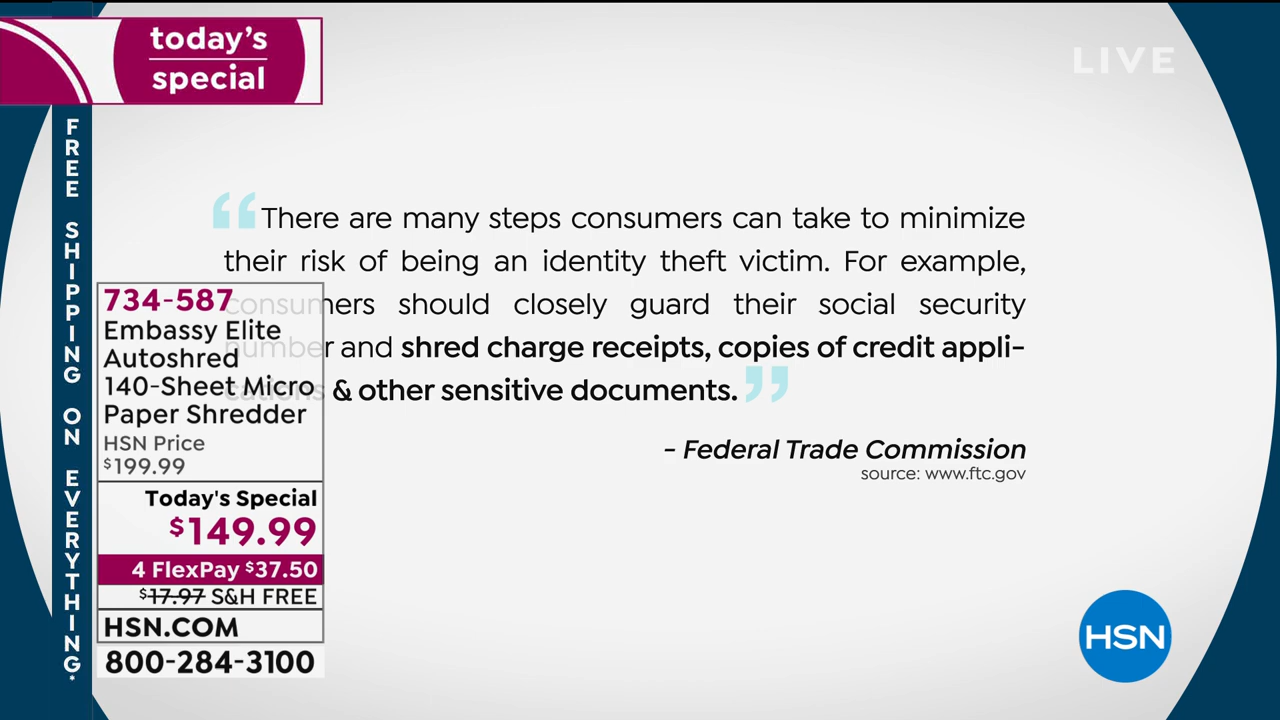 today's
special
LIVE
FREE SHIPPING ON EVERYTHING.*
“There are many steps consumers can take to minimize
their risk of being an identity theft victim. For example,
consumers should closely guard their social security
number and shred charge receipts, copies of credit appli-
cations & other sensitive documents.”
- Federal Trade Commission
source: www.ftc.gov
734-587
Embassy Elite
Autoshred
140-Sheet Micro
Paper Shredder
HSN Price
$199.99
Today's Special
$149.99
4 FlexPay $37.50
$17.97 S&H FREE
HSN.COM
800-284-3100
HSN